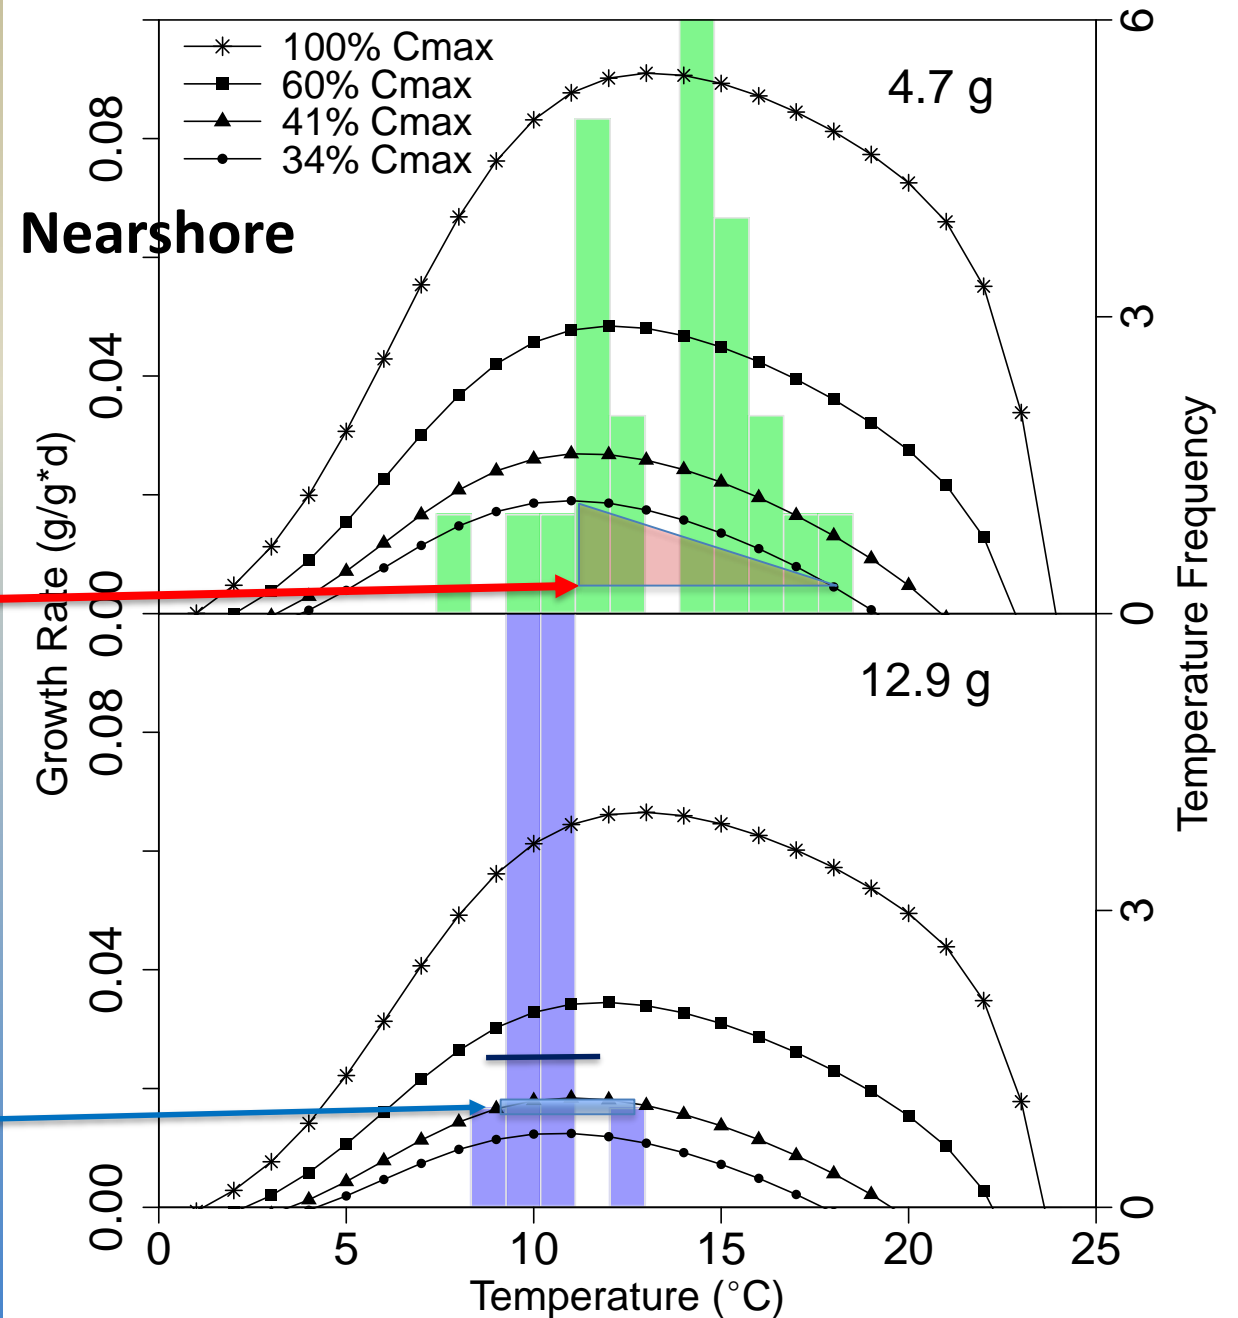 100% Cmax
60% Cmax
41% Cmax
34% Cmax
4.7 g
Nearshore
6
3
0
0.08
0.04
0.00
Growth Rate (g/g*d)
Temperature Frequency
12.9 g
0.08
0.04
0.00
3
0
0 5 10 15 20 25
Temperature (°C)